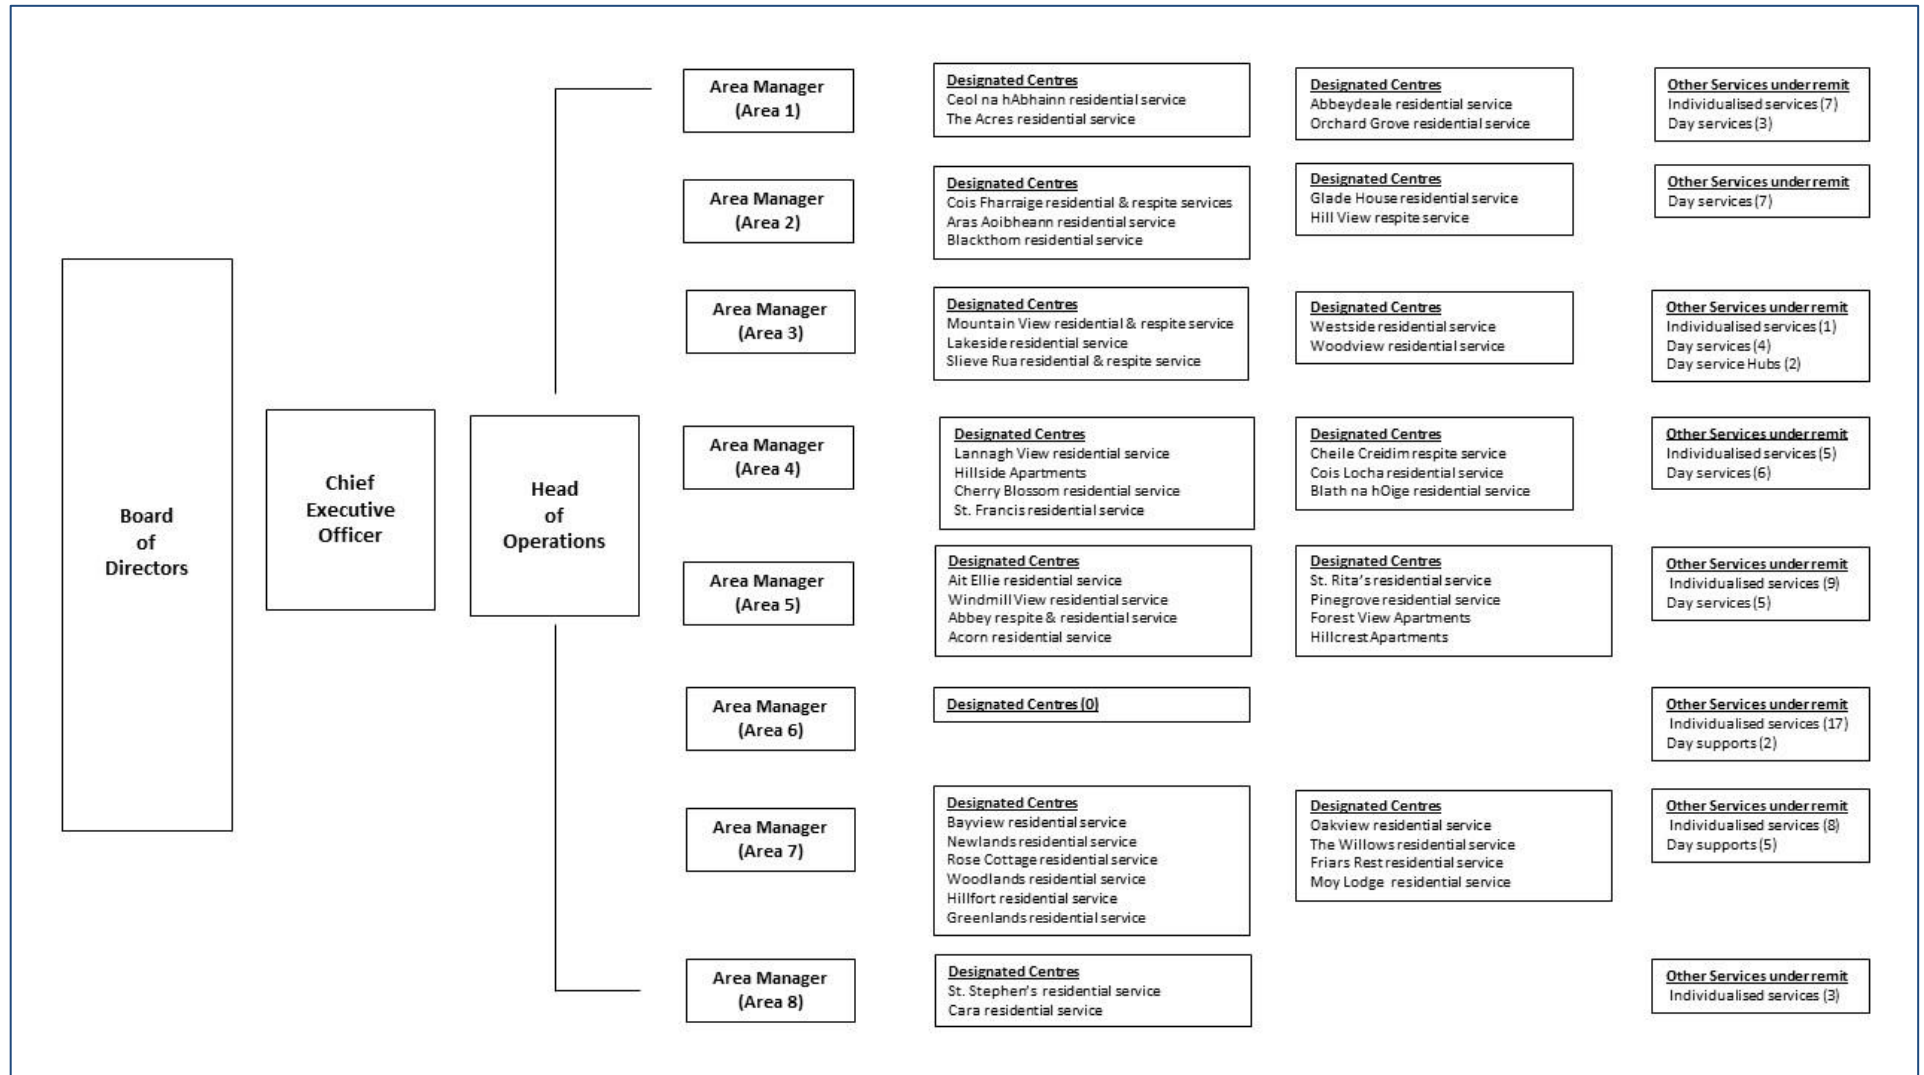 Board
of
Directors
Chief
Executive
Officer
Head
of
Operations
Area Manager
(Area 1)
Designated Centres
Ceol na hAbhainn residential service
The Acres residential service
Designated Centres
Abbeydeale residential service
Orchard Grove residential service
Other Services under remit
Individualised services (7)
Day services (3)
Area Manager
(Area 2)
Designated Centres
Cois Fharraige residential & respite services
Aras Aoibheann residential service
Blackthorn residential service
Designated Centres
Glade House residential service
Hill View respite service
Other Services under remit
Day services (7)
Area Manager
(Area 3)
Designated Centres
Mountain View residential & respite service
Lakeside residential service
Slieve Rua residential & respite service
Designated Centres
Westside residential service
Woodview residential service
Other Services under remit
Individualised services (1)
Day services (4)
Day service Hubs (2)
Area Manager
(Area 4)
Designated Centres
Lannagh View residential service
Hillside Apartments
Cherry Blossom residential service
St. Francis residential service
Designated Centres
Cheile Creidim respite service
Cois Locha residential service
Blath na hOige residential service
Other Services under remit
Individualised services (5)
Day services (6)
Area Manager
(Area 5)
Designated Centres
Ait Ellie residential service
Windmill View residential service
Abbey respite & residential service
Acorn residential service
Designated Centres
St. Rita's residential service
Pinegrove residential service
Forest View Apartments
Hillcrest Apartments
Other Services under remit
Individualised services (9)
Day services (5)
Area Manager
(Area 6)
Designated Centres (0)
Other Services under remit
Individualised services (17)
Day supports (2)
Area Manager
(Area 7)
Designated Centres
Bayview residential service
Newlands residential service
Rose Cottage residential service
Woodlands residential service
Hillfort residential service
Greenlands residential service
Designated Centres
Oakview residential service
The Willows residential service
Friars Rest residential service
Moy Lodge residential service
Other Services under remit
Individualised services (8)
Day supports (5)
Area Manager
(Area 8)
Designated Centres
St. Stephen's residential service
Cara residential service
Other Services under remit
Individualised services (3)